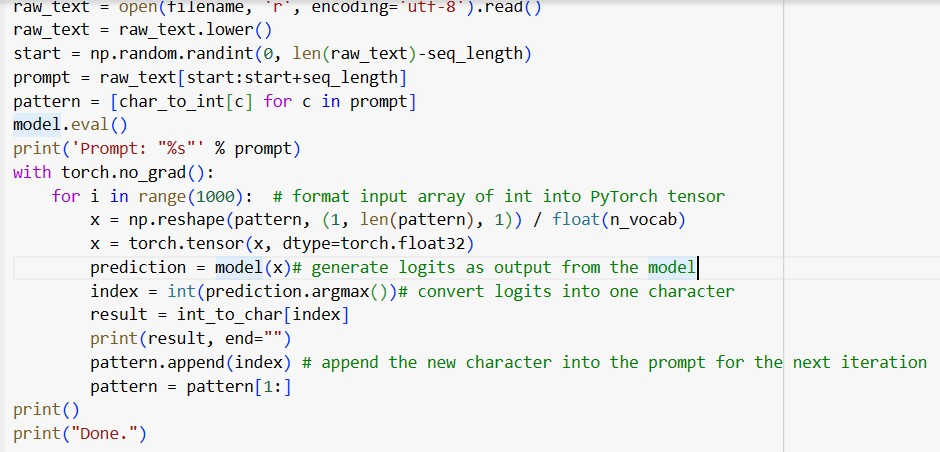 raw_text = open(filename, 'r', encoding='utf-8').read()
raw_text = raw_text.lower()
start = np.random.randint(0, len(raw_text)-seq_length)
prompt = raw_text[start:start+seq_length]
pattern = [char_to_int[c] for c in prompt]
model.eval()
print('Prompt: "%s"' % prompt)
with torch.no_grad():
    for i in range(1000):  # format input array of int into PyTorch tensor
        x = np.reshape(pattern, (1, len(pattern), 1)) / float(n_vocab)
        x = torch.tensor(x, dtype=torch.float32)
        prediction = model(x)# generate logits as output from the model
        index = int(prediction.argmax())# convert logits into one character
        result = int_to_char[index]
        print(result, end="")
        pattern.append(index) # append the new character into the prompt for the next iteration
        pattern = pattern[1:]
print()
print("Done.")